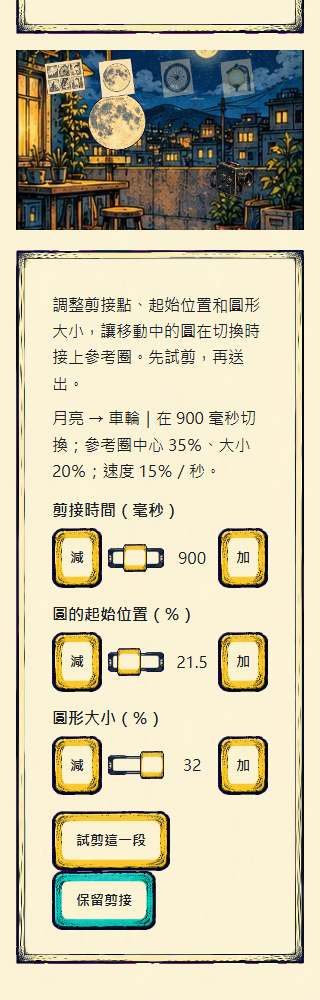 調整剪接點、起始位置和圓形
大小，讓移動中的圓在切換時
接上參考圈。先試剪，再送
出。
月亮 → 車輪｜在 900 毫秒切
換；參考圈中心 35%、大小
20%；速度 15% / 秒。
剪接時間（毫秒）
減 900 加
圓的起始位置（%）
減 21.5 加
圓形大小（%）
減 32 加
試剪這一段
保留剪接